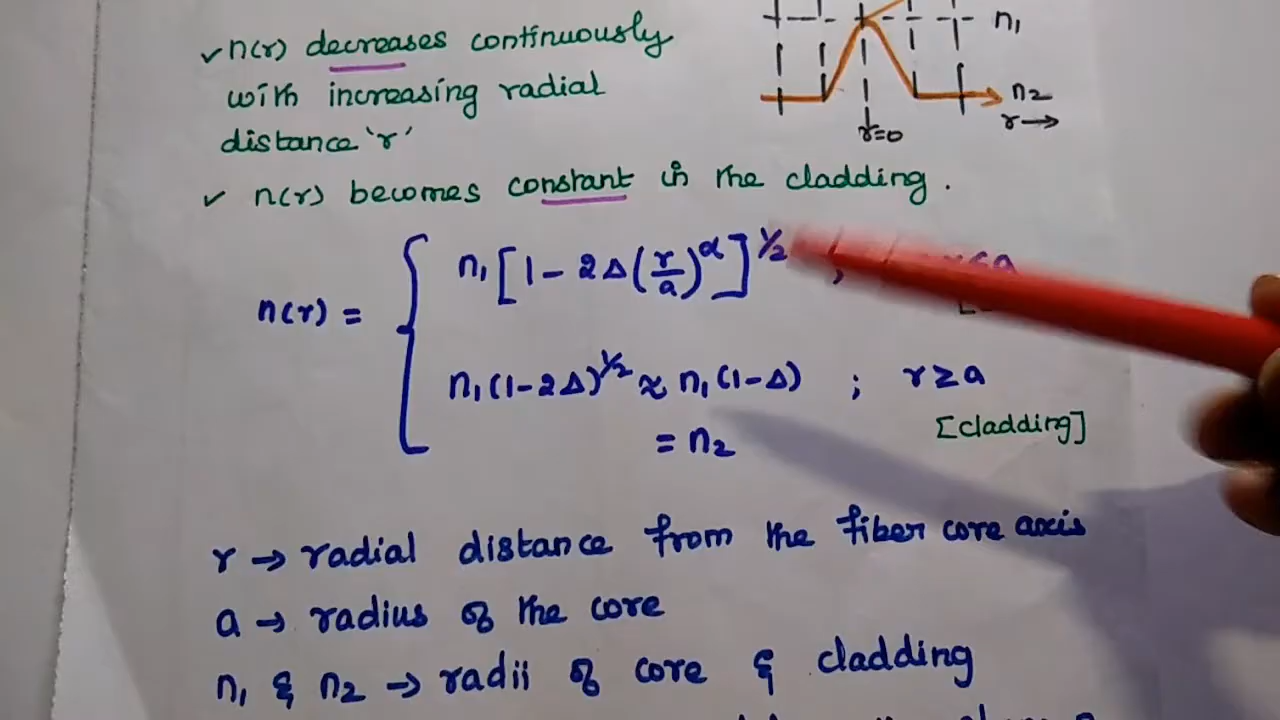 n₁
✓ n(r) decreases continuously
with increasing radial
distance 'r'
n₂
r →
r=0
✓ n(r) becomes constant in the cladding.
n(r) = { n₁[1-2Δ(r/a)^α]^1/2 ;
n₁(1-2Δ)^1/2 ≈ n₁(1-Δ) ; r≥a
= n₂ [cladding]
r → radial distance from the fiber core axis
a → radius of the core
n₁ & n₂ → radii of core & cladding